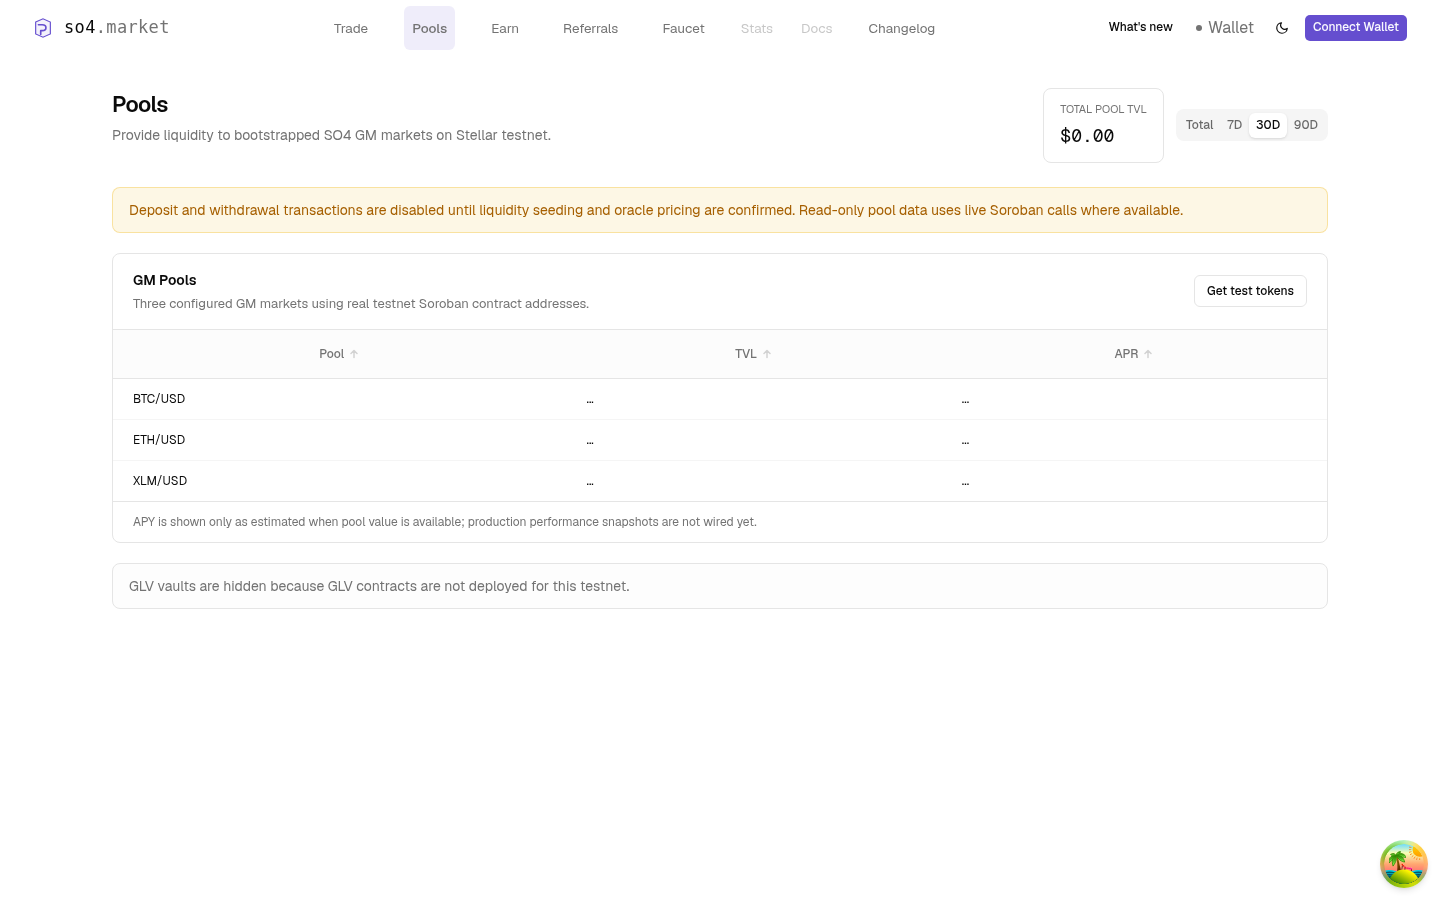 so4.market
Trade Pools Earn Referrals Faucet Stats Docs Changelog
What's new Wallet Connect Wallet
Pools
Provide liquidity to bootstrapped SO4 GM markets on Stellar testnet.
TOTAL POOL TVL
$0.00
Total 7D 30D 90D
Deposit and withdrawal transactions are disabled until liquidity seeding and oracle pricing are confirmed. Read-only pool data uses live Soroban calls where available.
GM Pools
Three configured GM markets using real testnet Soroban contract addresses.
Get test tokens
Pool ↑ TVL ↑ APR ↑
BTC/USD … …
ETH/USD … …
XLM/USD … …
APY is shown only as estimated when pool value is available; production performance snapshots are not wired yet.
GLV vaults are hidden because GLV contracts are not deployed for this testnet.